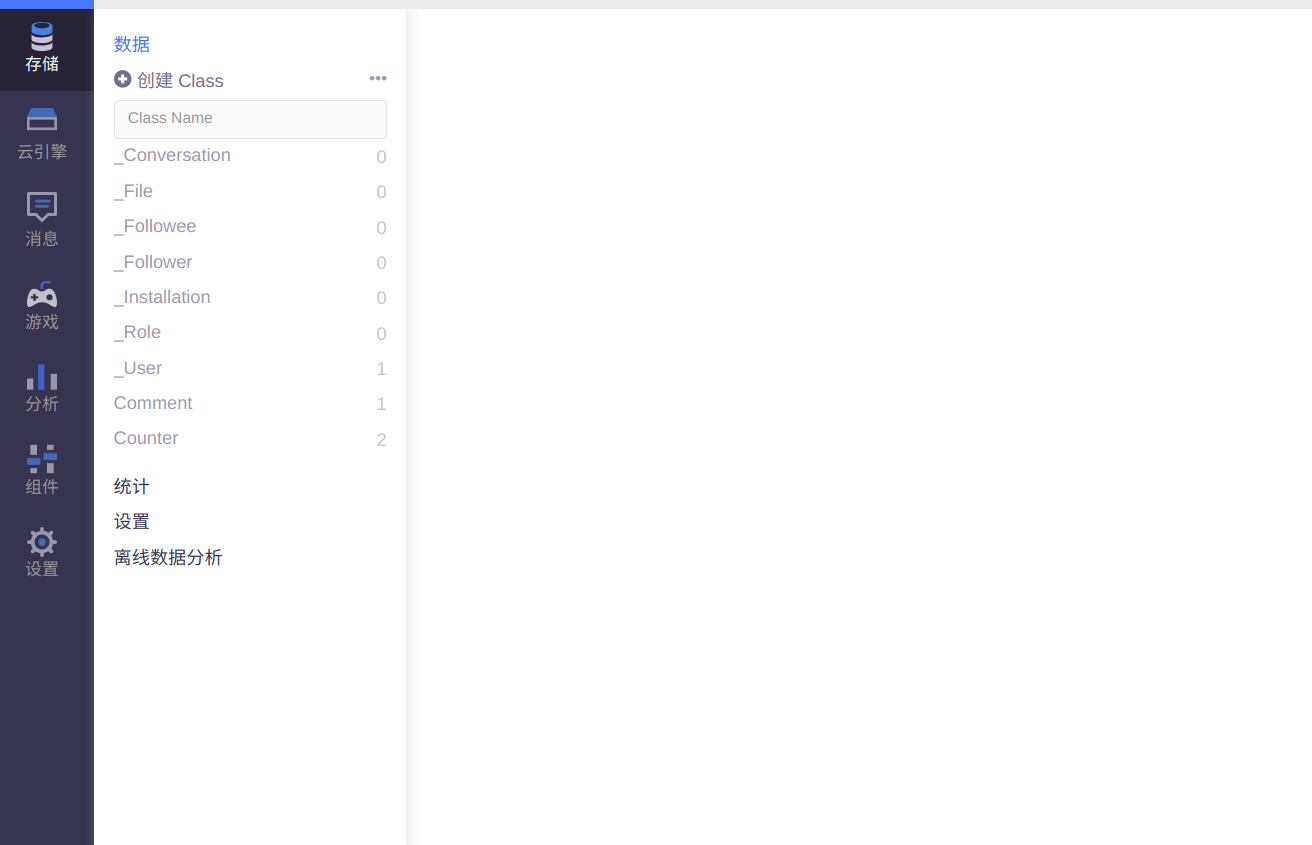 存储
云引擎
消息
游戏
分析
组件
设置
数据
创建 Class
Class Name
_Conversation 0
_File 0
_Followee 0
_Follower 0
_Installation 0
_Role 0
_User 1
Comment 1
Counter 2
统计
设置
离线数据分析